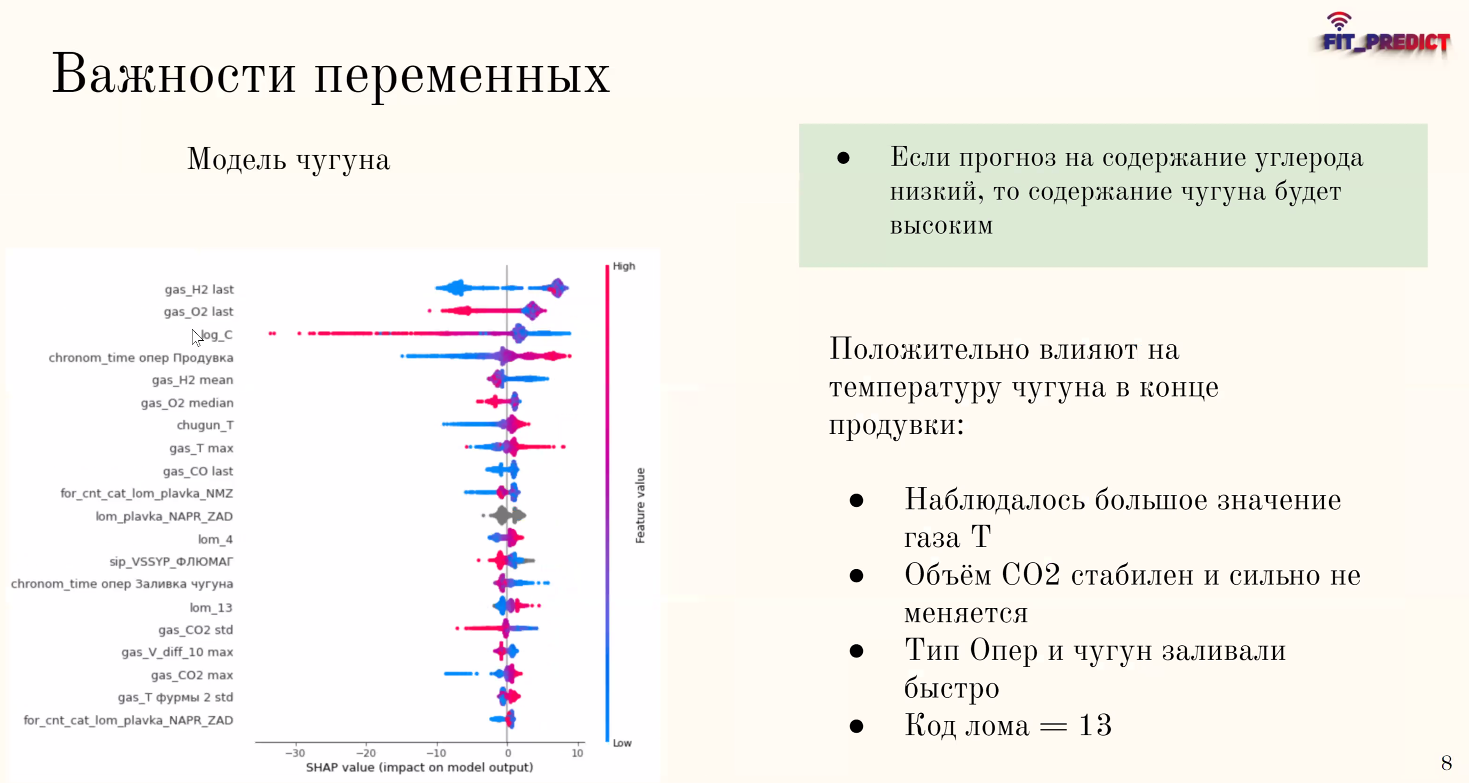 FIT_PREDICT
Важности переменных
Модель чугуна
● Если прогноз на содержание углерода
низкий, то содержание чугуна будет
высоким
gas_H2 last
gas_O2 last
log_C
chronom_time опер Продувка
gas_H2 mean
gas_O2 median
chugun_T
gas_T max
gas_CO last
for_cnt_cat_lom_plavka_NMZ
lom_plavka_NAPR_ZAD
lom_4
sip_VSSYP_ФЛЮМАГ
chronom_time опер Заливка чугуна
lom_13
gas_CO2 std
gas_V_diff_10 max
gas_CO2 max
gas_T фурмы 2 std
for_cnt_cat_lom_plavka_NAPR_ZAD
−30 −20 −10 0 10
SHAP value (impact on model output)
High
Feature value
Low
Положительно влияют на
температуру чугуна в конце
продувки:
● Наблюдалось большое значение
газа T
● Объём CO2 стабилен и сильно не
меняется
● Тип Опер и чугун заливали
быстро
● Код лома = 13
8